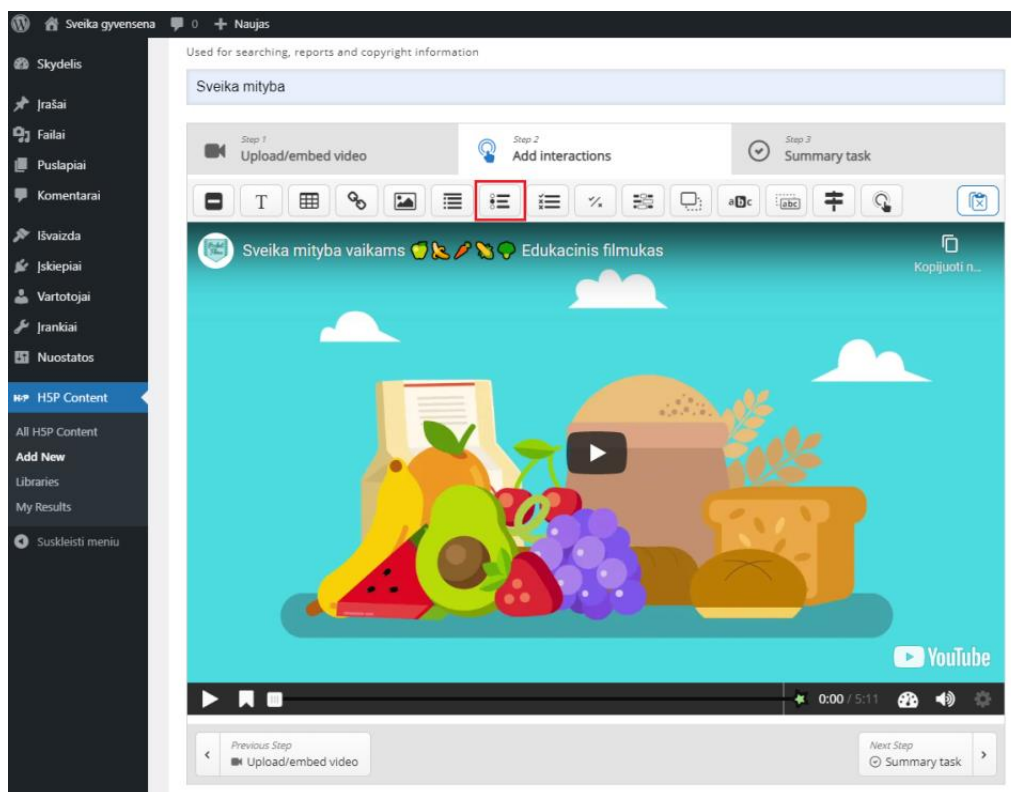 Sveika gyvensena 0 + Naujas
Skydelis
Įrašai
Failai
Puslapiai
Komentarai
Išvaizda
Įskiepiai
Vartotojai
Įrankiai
Nuostatos
H5P H5P Content
All H5P Content
Add New
Libraries
My Results
Suskleisti meniu
Used for searching, reports and copyright information
Sveika mityba
Step 1
Upload/embed video
Step 2
Add interactions
Step 3
Summary task
T
abc
abc
Sveika mityba vaikams 🍏🌽🥕🍠🥦 Edukacinis filmukas
Kopijuoti n...
YouTube
0:00 / 5:11
Previous Step
Upload/embed video
Next Step
Summary task